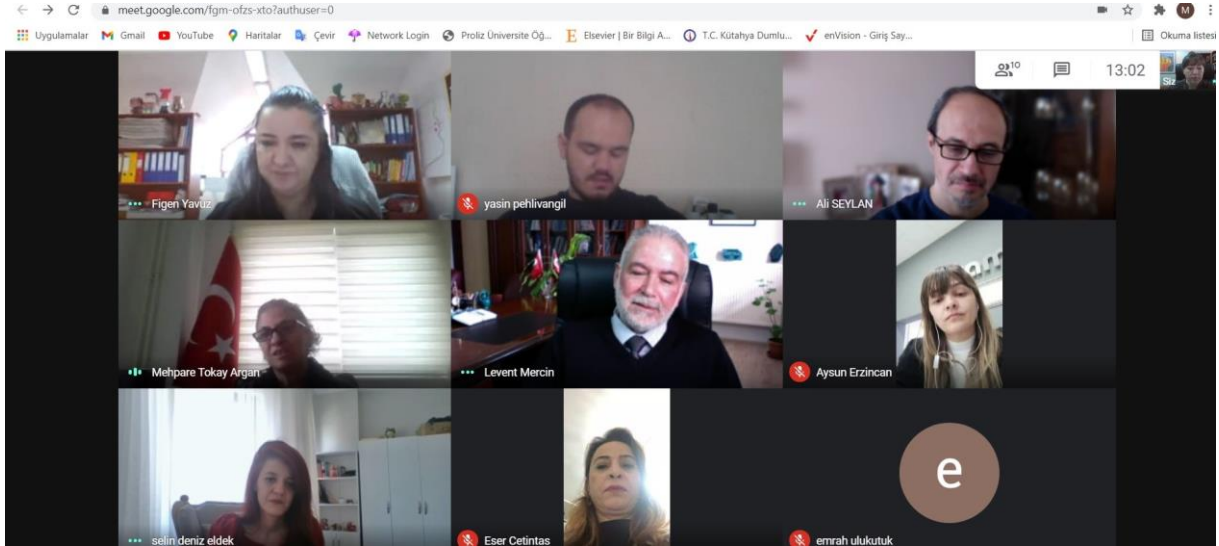 meet.google.com/fgm-ofzs-xto?authuser=0
M
Uygulamalar
Gmail
YouTube
Haritalar
Çevir
Network Login
Proliz Üniversite Öğ...
Elsevier | Bir Bilgi A...
T.C. Kütahya Dumlu...
enVision - Giriş Say...
Okuma listesi
10
13:02
Siz
Figen Yavuz
yasin pehlivangil
Ali SEYLAN
Mehpare Tokay Argan
Levent Mercin
Aysun Erzincan
e
selin deniz eldek
Eser Cetintas
emrah ulukutuk